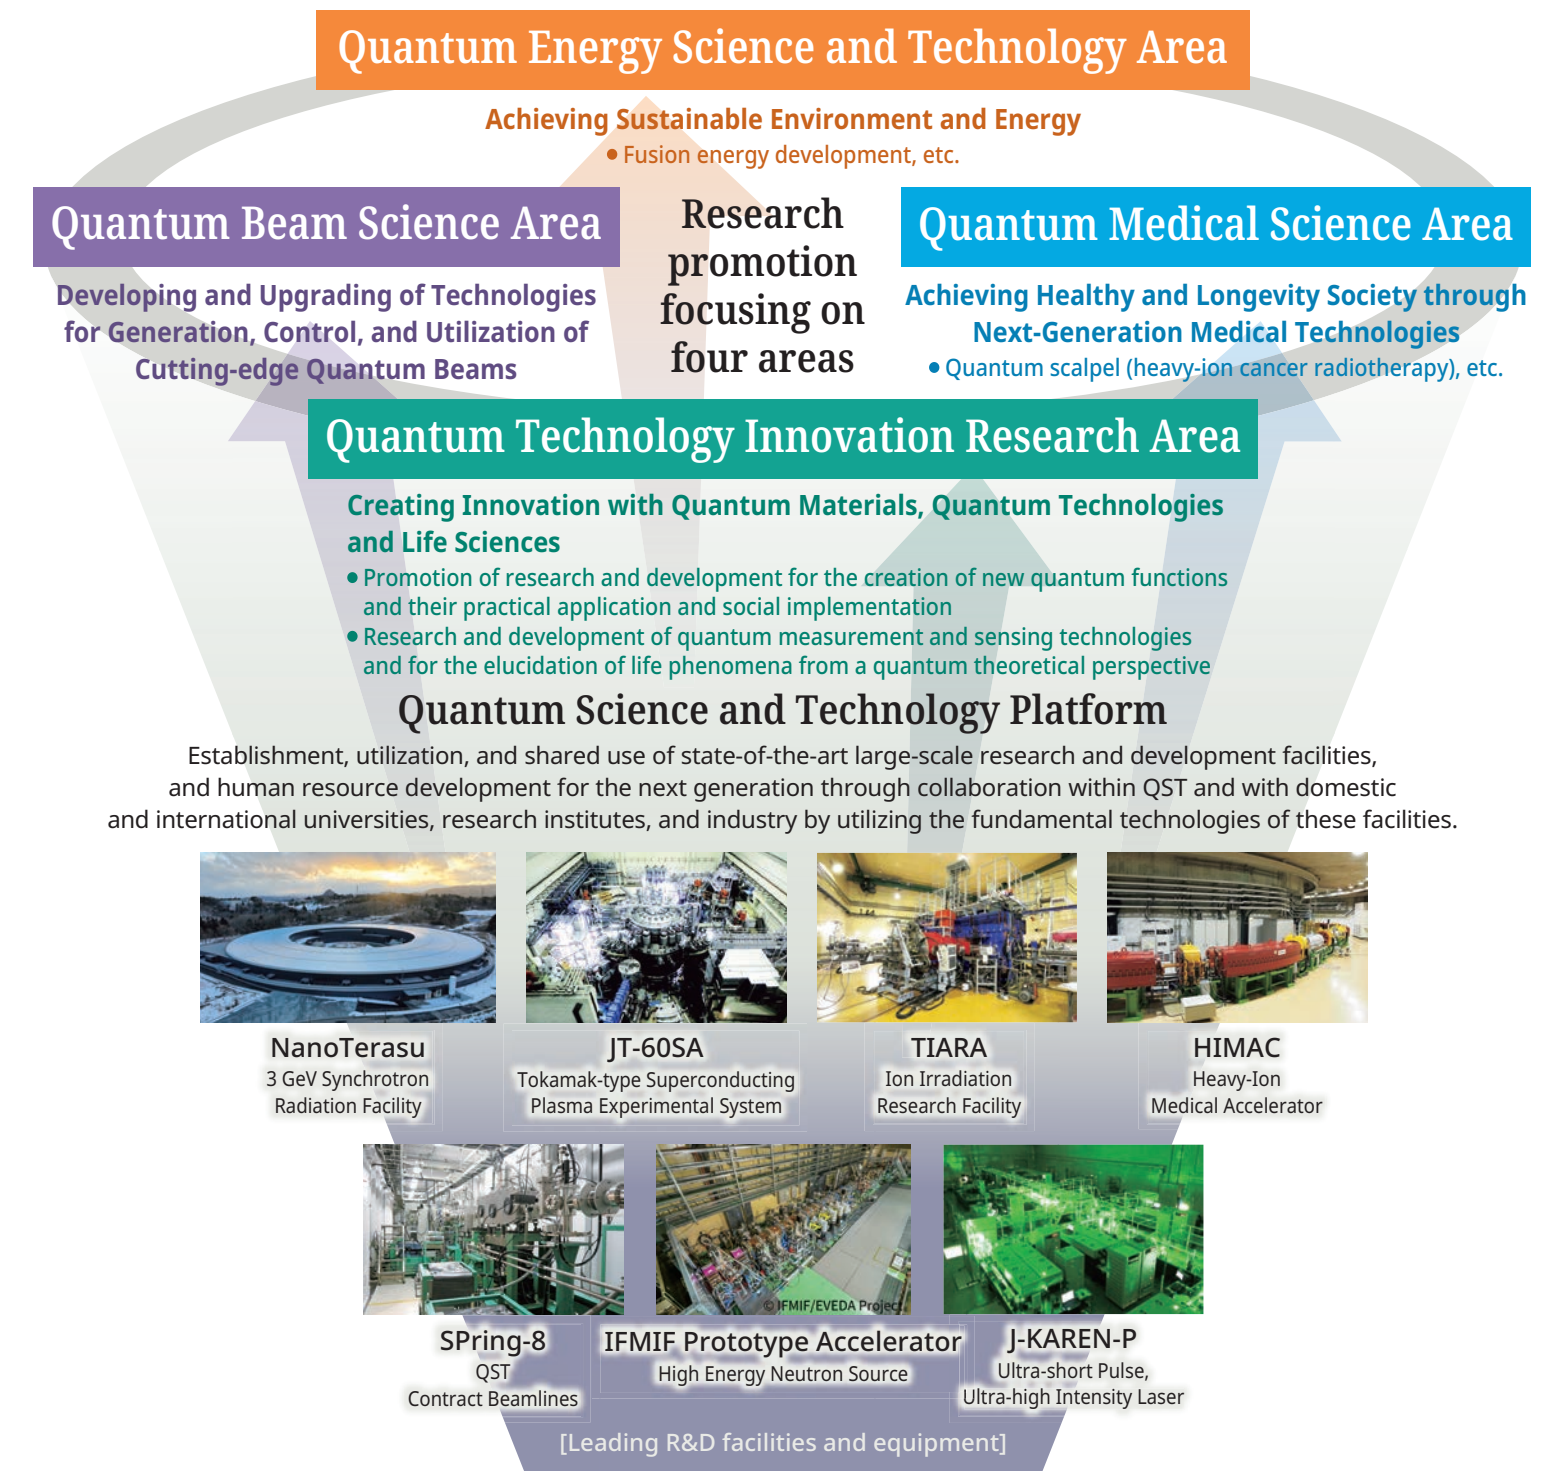 Quantum Energy Science and Technology Area
Achieving Sustainable Environment and Energy
● Fusion energy development, etc.
Quantum Beam Science Area
Developing and Upgrading of Technologies
for Generation, Control, and Utilization of
Cutting-edge Quantum Beams
Research
promotion
focusing on
four areas
Quantum Medical Science Area
Achieving Healthy and Longevity Society through
Next-Generation Medical Technologies
● Quantum scalpel (heavy-ion cancer radiotherapy), etc.
Quantum Technology Innovation Research Area
Creating Innovation with Quantum Materials, Quantum Technologies
and Life Sciences
● Promotion of research and development for the creation of new quantum functions
and their practical application and social implementation
● Research and development of quantum measurement and sensing technologies
and for the elucidation of life phenomena from a quantum theoretical perspective
Quantum Science and Technology Platform
Establishment, utilization, and shared use of state-of-the-art large-scale research and development facilities,
and human resource development for the next generation through collaboration within QST and with domestic
and international universities, research institutes, and industry by utilizing the fundamental technologies of these facilities.
NanoTerasu
3 GeV Synchrotron
Radiation Facility
JT-60SA
Tokamak-type Superconducting
Plasma Experimental System
TIARA
Ion Irradiation
Research Facility
HIMAC
Heavy-Ion
Medical Accelerator
© IFMIF/EVEDA Project.
SPring-8
QST
Contract Beamlines
IFMIF Prototype Accelerator
High Energy Neutron Source
J-KAREN-P
Ultra-short Pulse,
Ultra-high Intensity Laser
[Leading R&D facilities and equipment]